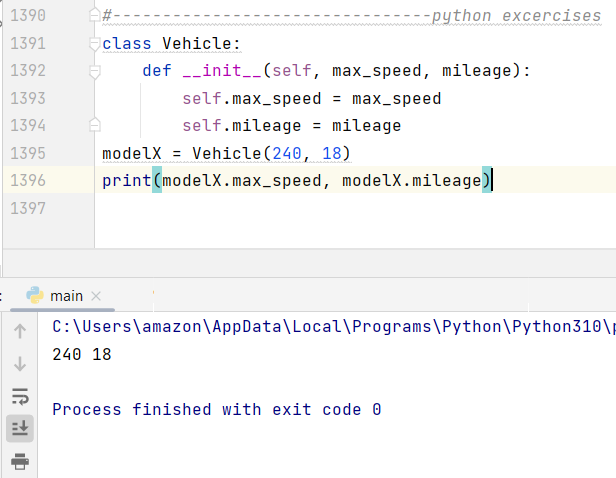 1390 #--------------------------------python excercises
1391 class Vehicle:
1392     def __init__(self, max_speed, mileage):
1393         self.max_speed = max_speed
1394         self.mileage = mileage
1395 modelX = Vehicle(240, 18)
1396 print(modelX.max_speed, modelX.mileage)
1397
: main ×
C:\Users\amazon\AppData\Local\Programs\Python\Python310\
240 18
Process finished with exit code 0